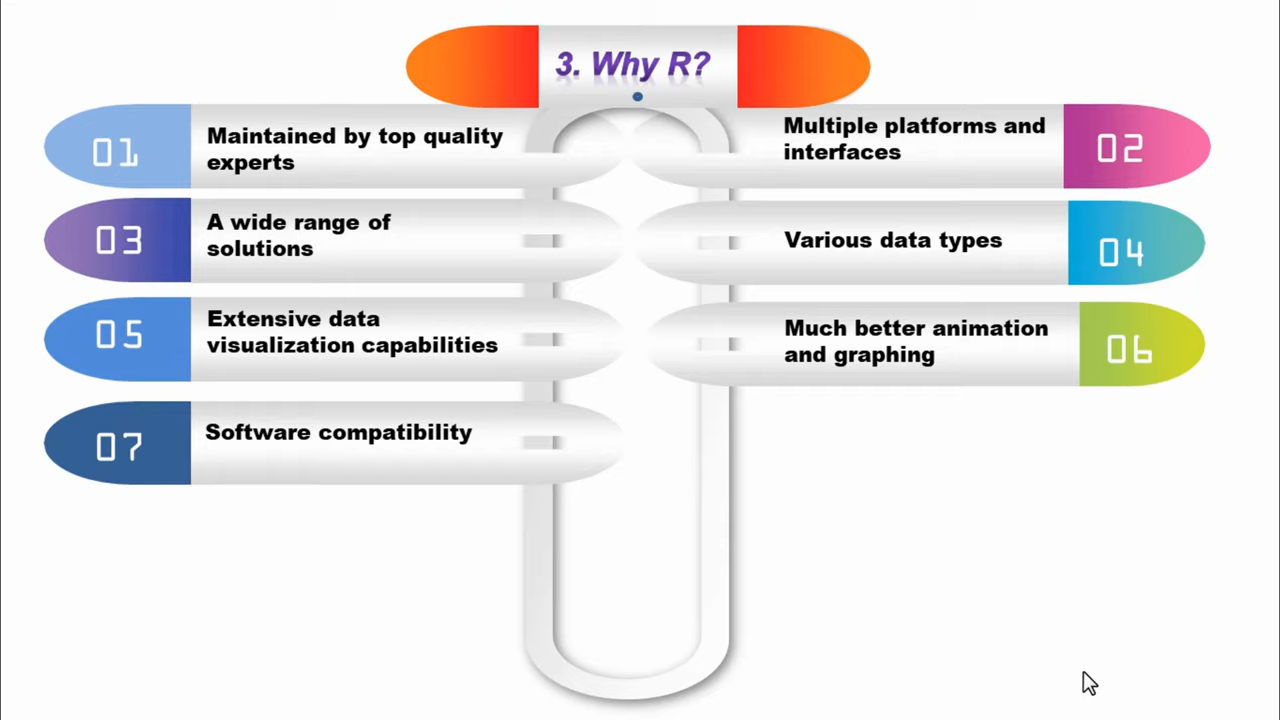 3. Why R?
01
Maintained by top quality
experts
02
Multiple platforms and
interfaces
03
A wide range of
solutions
04
Various data types
05
Extensive data
visualization capabilities
06
Much better animation
and graphing
07
Software compatibility